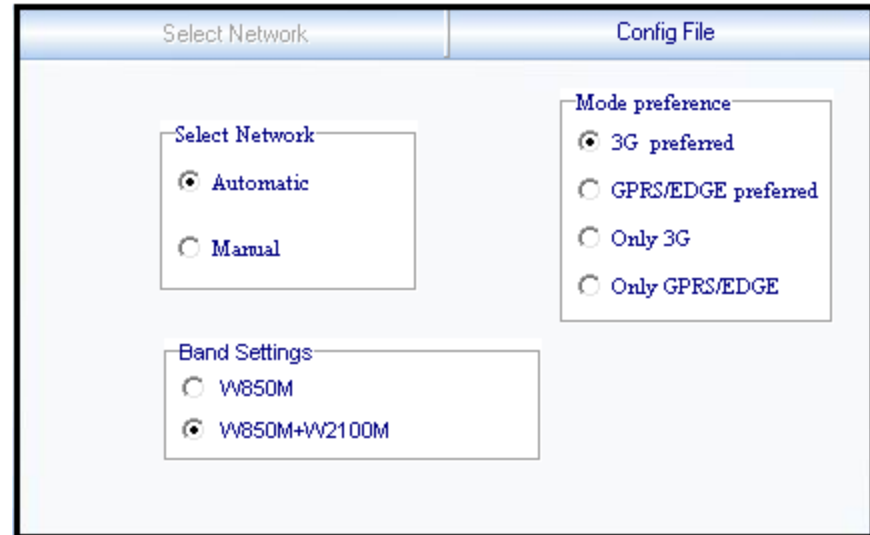 Select Network
Config File
Select Network
Automatic
Manual
Mode preference
3G preferred
GPRS/EDGE preferred
Only 3G
Only GPRS/EDGE
Band Settings
W850M
W850M+W2100M